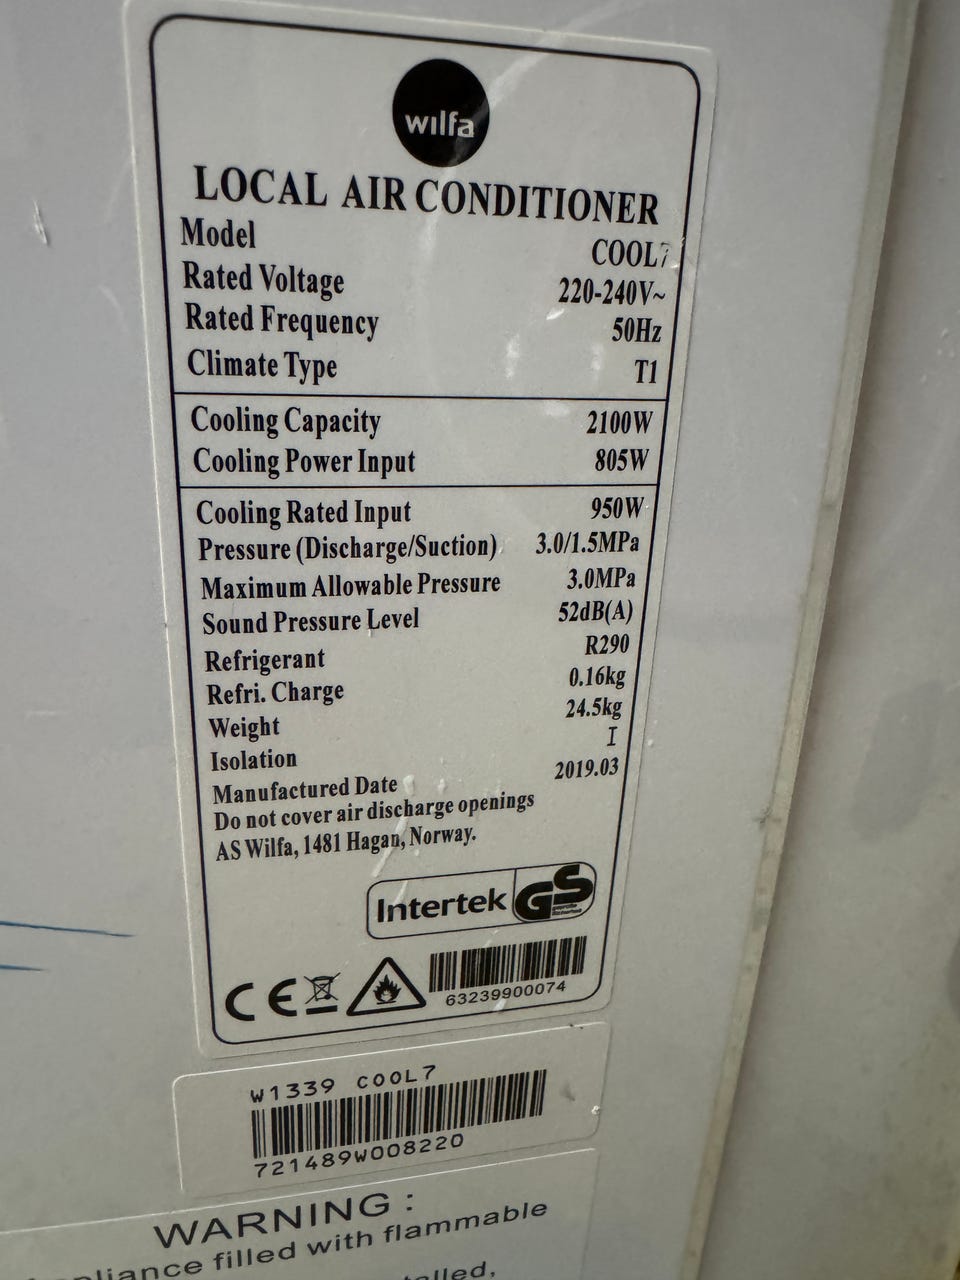 wilfa
LOCAL AIR CONDITIONER
Model COOL7
Rated Voltage 220-240V~
Rated Frequency 50Hz
Climate Type T1
Cooling Capacity 2100W
Cooling Power Input 805W
Cooling Rated Input 950W
Pressure (Discharge/Suction) 3.0/1.5MPa
Maximum Allowable Pressure 3.0MPa
Sound Pressure Level 52dB(A)
Refrigerant R290
Refri. Charge 0.16kg
Weight 24.5kg
Isolation I
Manufactured Date 2019.03
Do not cover air discharge openings
AS Wilfa, 1481 Hagan, Norway.
Intertek GS
CE
63239900074
W1339 COOL7
721489W008220
WARNING :
filled with flammable